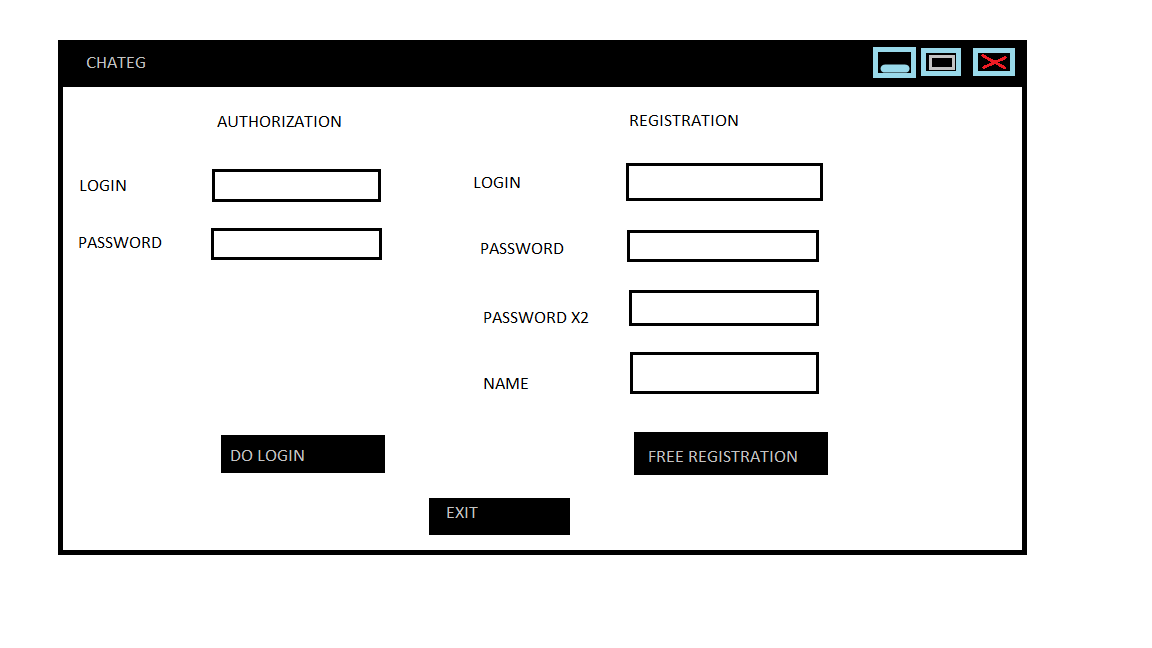 CHATEG
AUTHORIZATION
LOGIN
PASSWORD
DO LOGIN
REGISTRATION
LOGIN
PASSWORD
PASSWORD X2
NAME
FREE REGISTRATION
EXIT